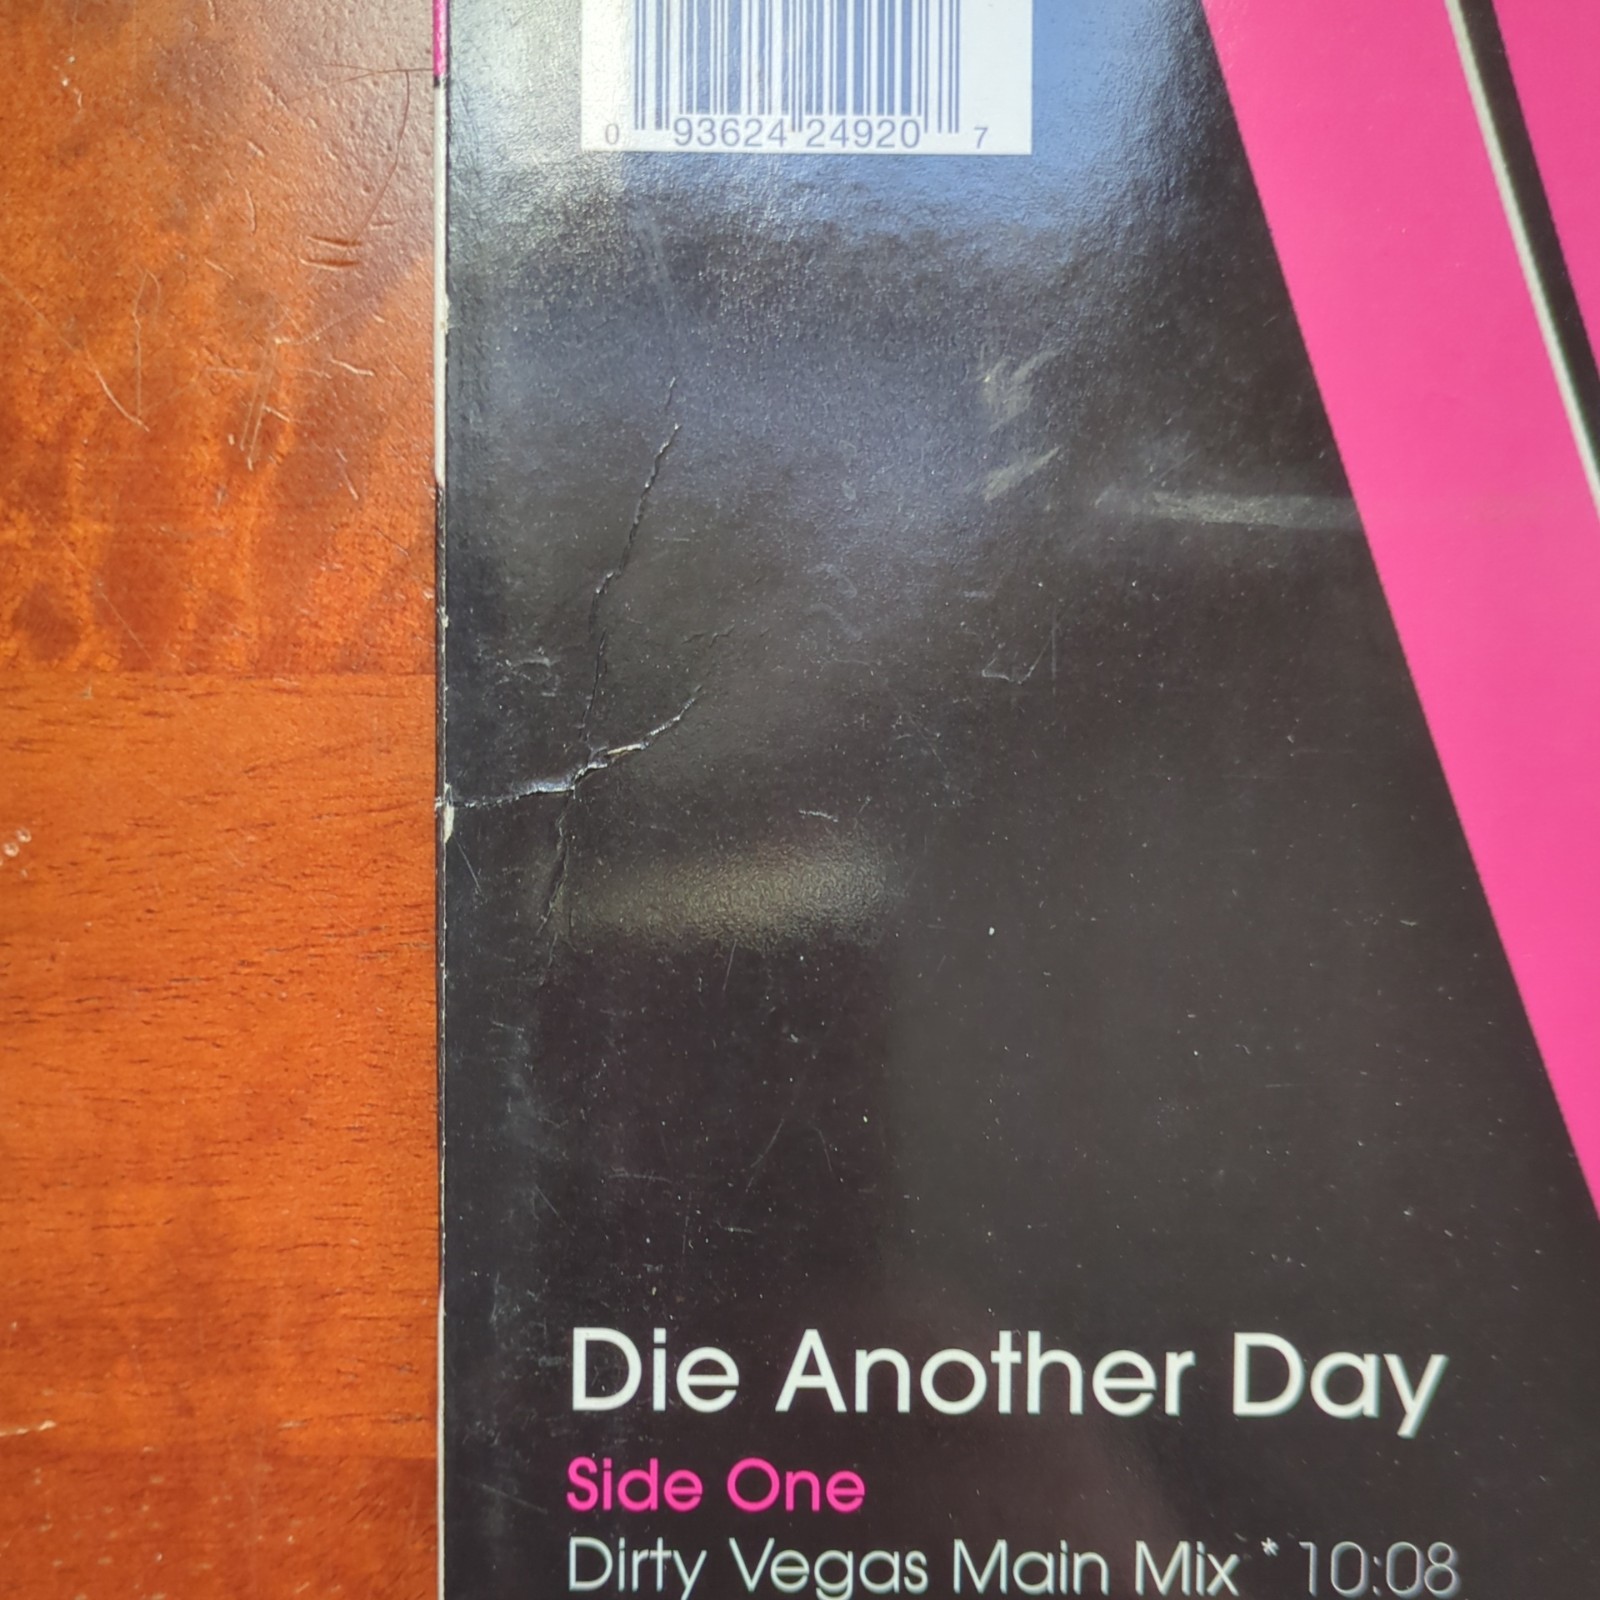 0 93624 24920 7
Die Another Day
Side One
Dirty Vegas Main Mix * 10:08